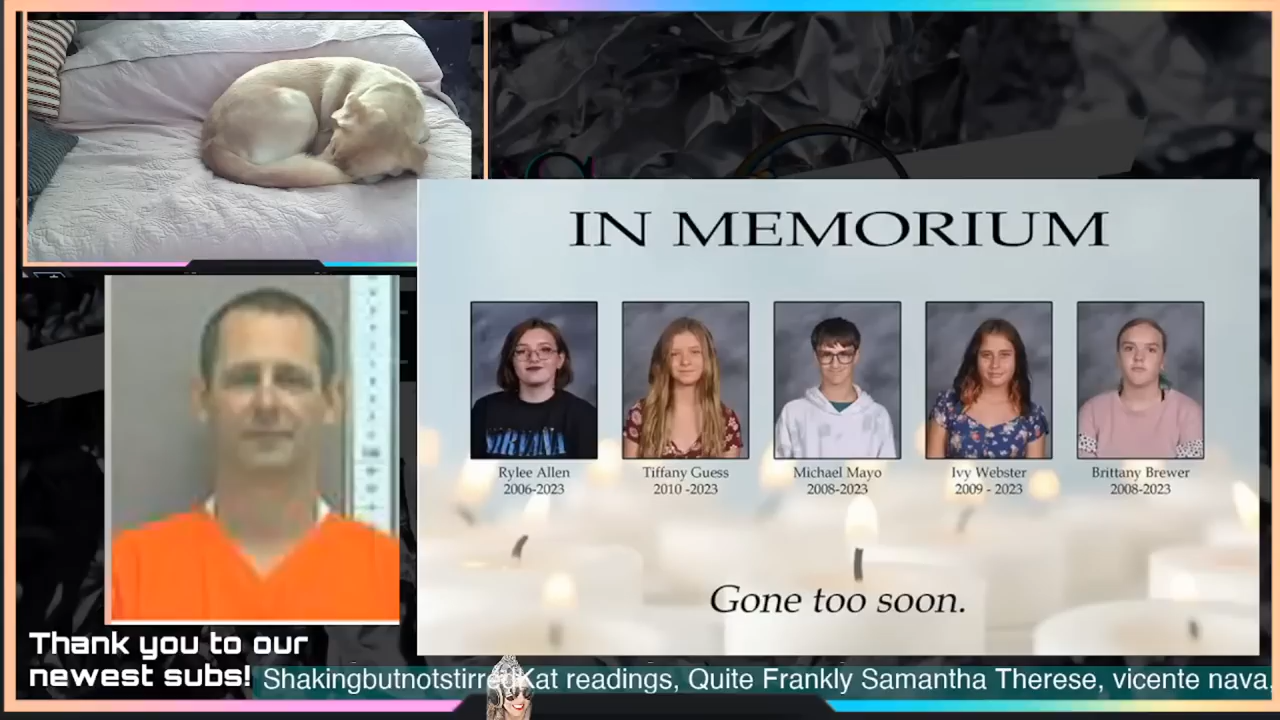 IN MEMORIUM
Rylee Allen
2006-2023
Tiffany Guess
2010 -2023
Michael Mayo
2008-2023
Ivy Webster
2009 - 2023
Brittany Brewer
2008-2023
NIRVANA
Gone too soon.
Thank you to our
newest subs!
ShakingbutnotstirredKat readings, Quite Frankly Samantha Therese, vicente nava,